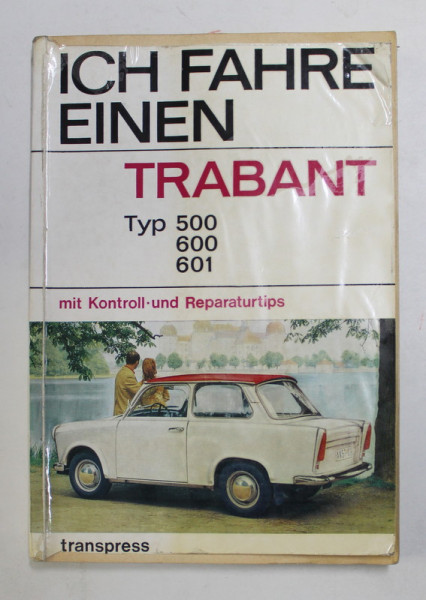 ICH FAHRE
EINEN
TRABANT
Typ 500
600
601
mit Kontroll-und Reparaturtips
transpress